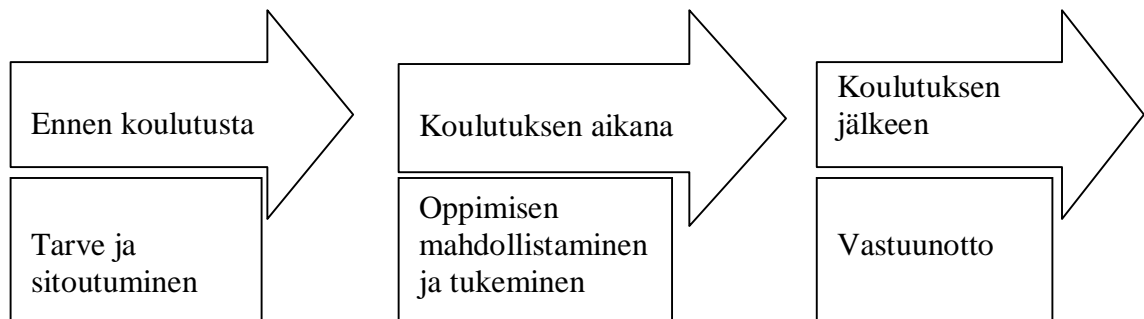 Ennen koulutusta
Tarve ja
sitoutuminen
Koulutuksen aikana
Oppimisen
mahdollistaminen
ja tukeminen
Koulutuksen
jälkeen
Vastuunotto